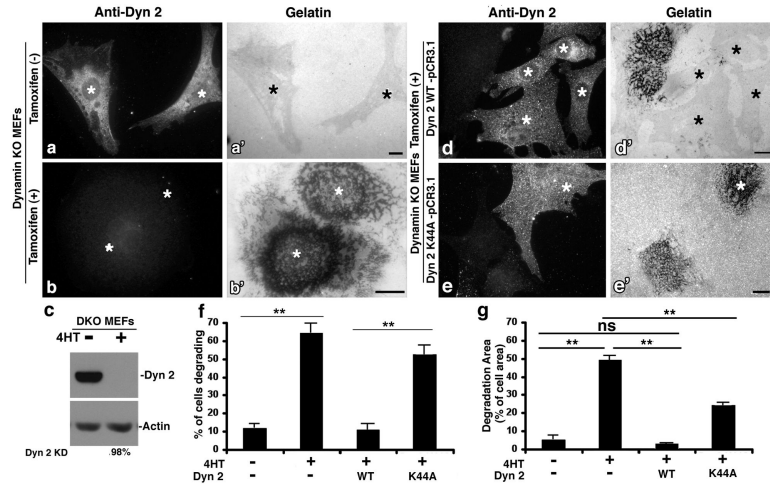 Anti-Dyn 2
Gelatin
Dynamin KO MEFs
Tamoxifen (-)
Tamoxifen (+)
a
a'
b
b'
Anti-Dyn 2
Gelatin
Dynamin KO MEFs Tamoxifen (+)
Dyn 2 WT -pCR3.1
Dyn 2 K44A -pCR3.1
d
d'
e
e'
c
DKO MEFs
4HT - +
-Dyn 2
-Actin
Dyn 2 KD 98%
f
% of cells degrading
80
70
60
50
40
30
20
10
0
** **
4HT - + + +
Dyn 2 - - WT K44A
g
Degradation Area
(% of cell area)
80
70
60
50
40
30
20
10
0
**
ns
** **
4HT - + + +
Dyn 2 - - WT K44A